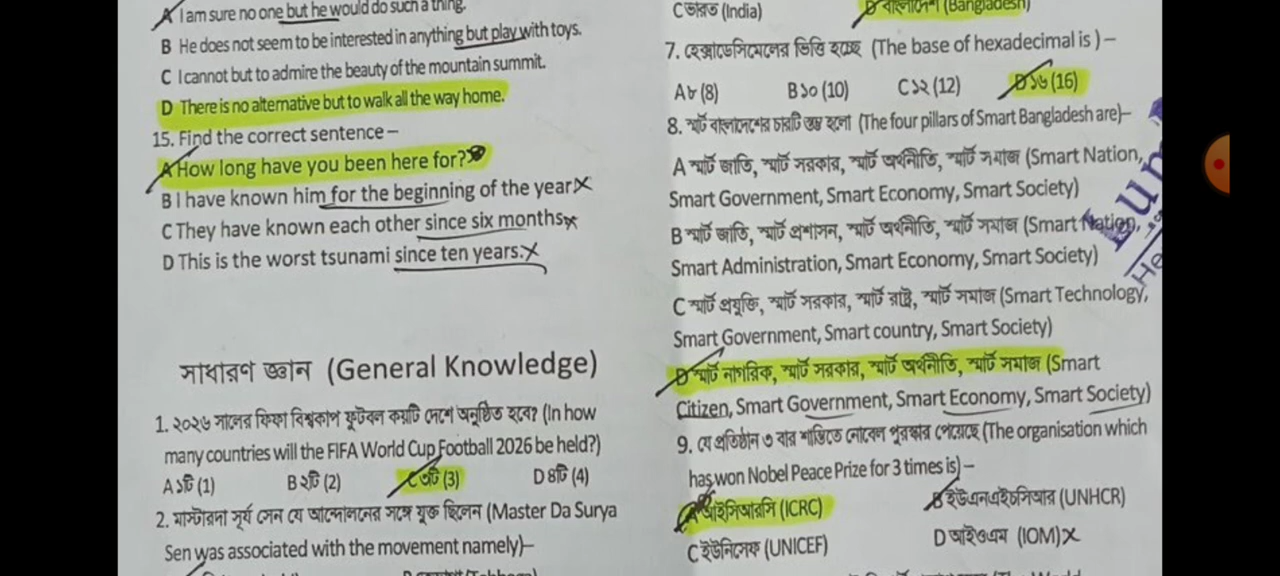 A I am sure no one but he would do such a thing.
B He does not seem to be interested in anything but play with toys.
C I cannot but to admire the beauty of the mountain summit.
D There is no alternative but to walk all the way home.
15. Find the correct sentence –
A How long have you been here for?
B I have known him for the beginning of the year
C They have known each other since six months
D This is the worst tsunami since ten years.
সাধারণ জ্ঞান (General Knowledge)
1. ২০২৬ সালের ফিফা বিশ্বকাপ ফুটবল কয়টি দেশে অনুষ্ঠিত হবে? (In how
many countries will the FIFA World Cup Football 2026 be held?)
A ১টি (1) B ২টি (2) C ৩টি (3) D ৪টি (4)
2. মাস্টারদা সূর্য সেন যে আন্দোলনের সঙ্গে যুক্ত ছিলেন (Master Da Surya
Sen was associated with the movement namely)–
C ভারত (India) D বাংলাদেশ (Bangladesh)
7. হেক্সাডেসিমেলের ভিত্তি হচ্ছে (The base of hexadecimal is ) –
A ৮ (8) B ১০ (10) C ১২ (12) D ১৬ (16)
8. স্মার্ট বাংলাদেশের চারটি স্তম্ভ হলো (The four pillars of Smart Bangladesh are)–
A স্মার্ট জাতি, স্মার্ট সরকার, স্মার্ট অর্থনীতি, স্মার্ট সমাজ (Smart Nation,
Smart Government, Smart Economy, Smart Society)
B স্মার্ট জাতি, স্মার্ট প্রশাসন, স্মার্ট অর্থনীতি, স্মার্ট সমাজ (Smart Nation,
Smart Administration, Smart Economy, Smart Society)
C স্মার্ট প্রযুক্তি, স্মার্ট সরকার, স্মার্ট রাষ্ট্র, স্মার্ট সমাজ (Smart Technology,
Smart Government, Smart country, Smart Society)
D স্মার্ট নাগরিক, স্মার্ট সরকার, স্মার্ট অর্থনীতি, স্মার্ট সমাজ (Smart
Citizen, Smart Government, Smart Economy, Smart Society)
9. যে প্রতিষ্ঠান ৩ বার শান্তিতে নোবেল পুরস্কার পেয়েছে (The organisation which
has won Nobel Peace Prize for 3 times is) –
A আইসিআরসি (ICRC) B ইউএনএইচসিআর (UNHCR)
C ইউনিসেফ (UNICEF) D আইওএম (IOM)